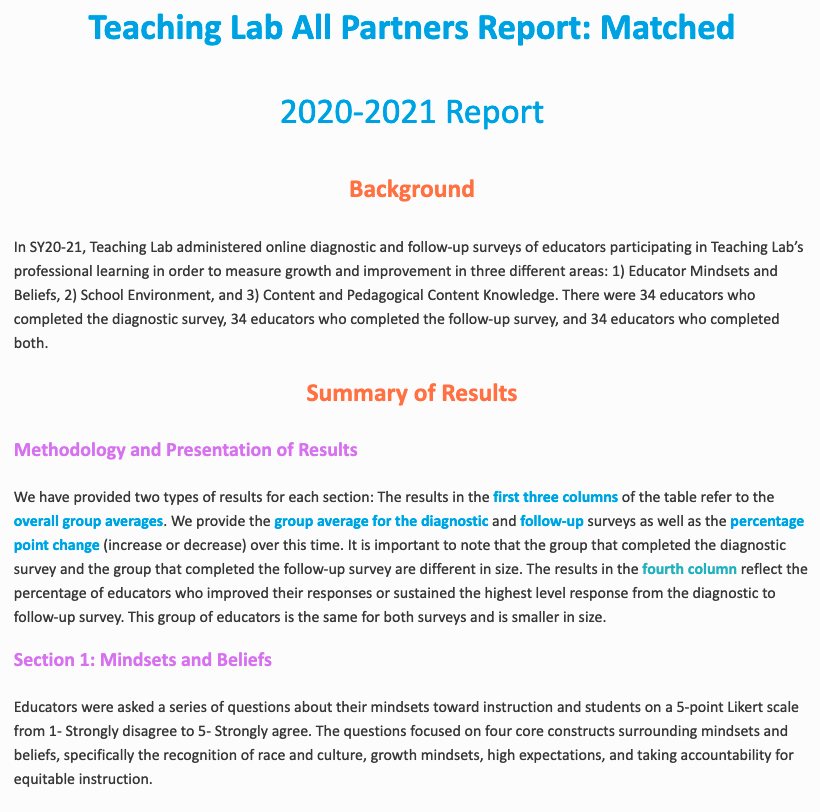 Teaching Lab All Partners Report: Matched
2020-2021 Report
Background
In SY20-21, Teaching Lab administered online diagnostic and follow-up surveys of educators participating in Teaching Lab’s
professional learning in order to measure growth and improvement in three different areas: 1) Educator Mindsets and
Beliefs, 2) School Environment, and 3) Content and Pedagogical Content Knowledge. There were 34 educators who
completed the diagnostic survey, 34 educators who completed the follow-up survey, and 34 educators who completed
both.
Summary of Results
Methodology and Presentation of Results
We have provided two types of results for each section: The results in the first three columns of the table refer to the
overall group averages. We provide the group average for the diagnostic and follow-up surveys as well as the percentage
point change (increase or decrease) over this time. It is important to note that the group that completed the diagnostic
survey and the group that completed the follow-up survey are different in size. The results in the fourth column reflect the
percentage of educators who improved their responses or sustained the highest level response from the diagnostic to
follow-up survey. This group of educators is the same for both surveys and is smaller in size.
Section 1: Mindsets and Beliefs
Educators were asked a series of questions about their mindsets toward instruction and students on a 5-point Likert scale
from 1- Strongly disagree to 5- Strongly agree. The questions focused on four core constructs surrounding mindsets and
beliefs, specifically the recognition of race and culture, growth mindsets, high expectations, and taking accountability for
equitable instruction.